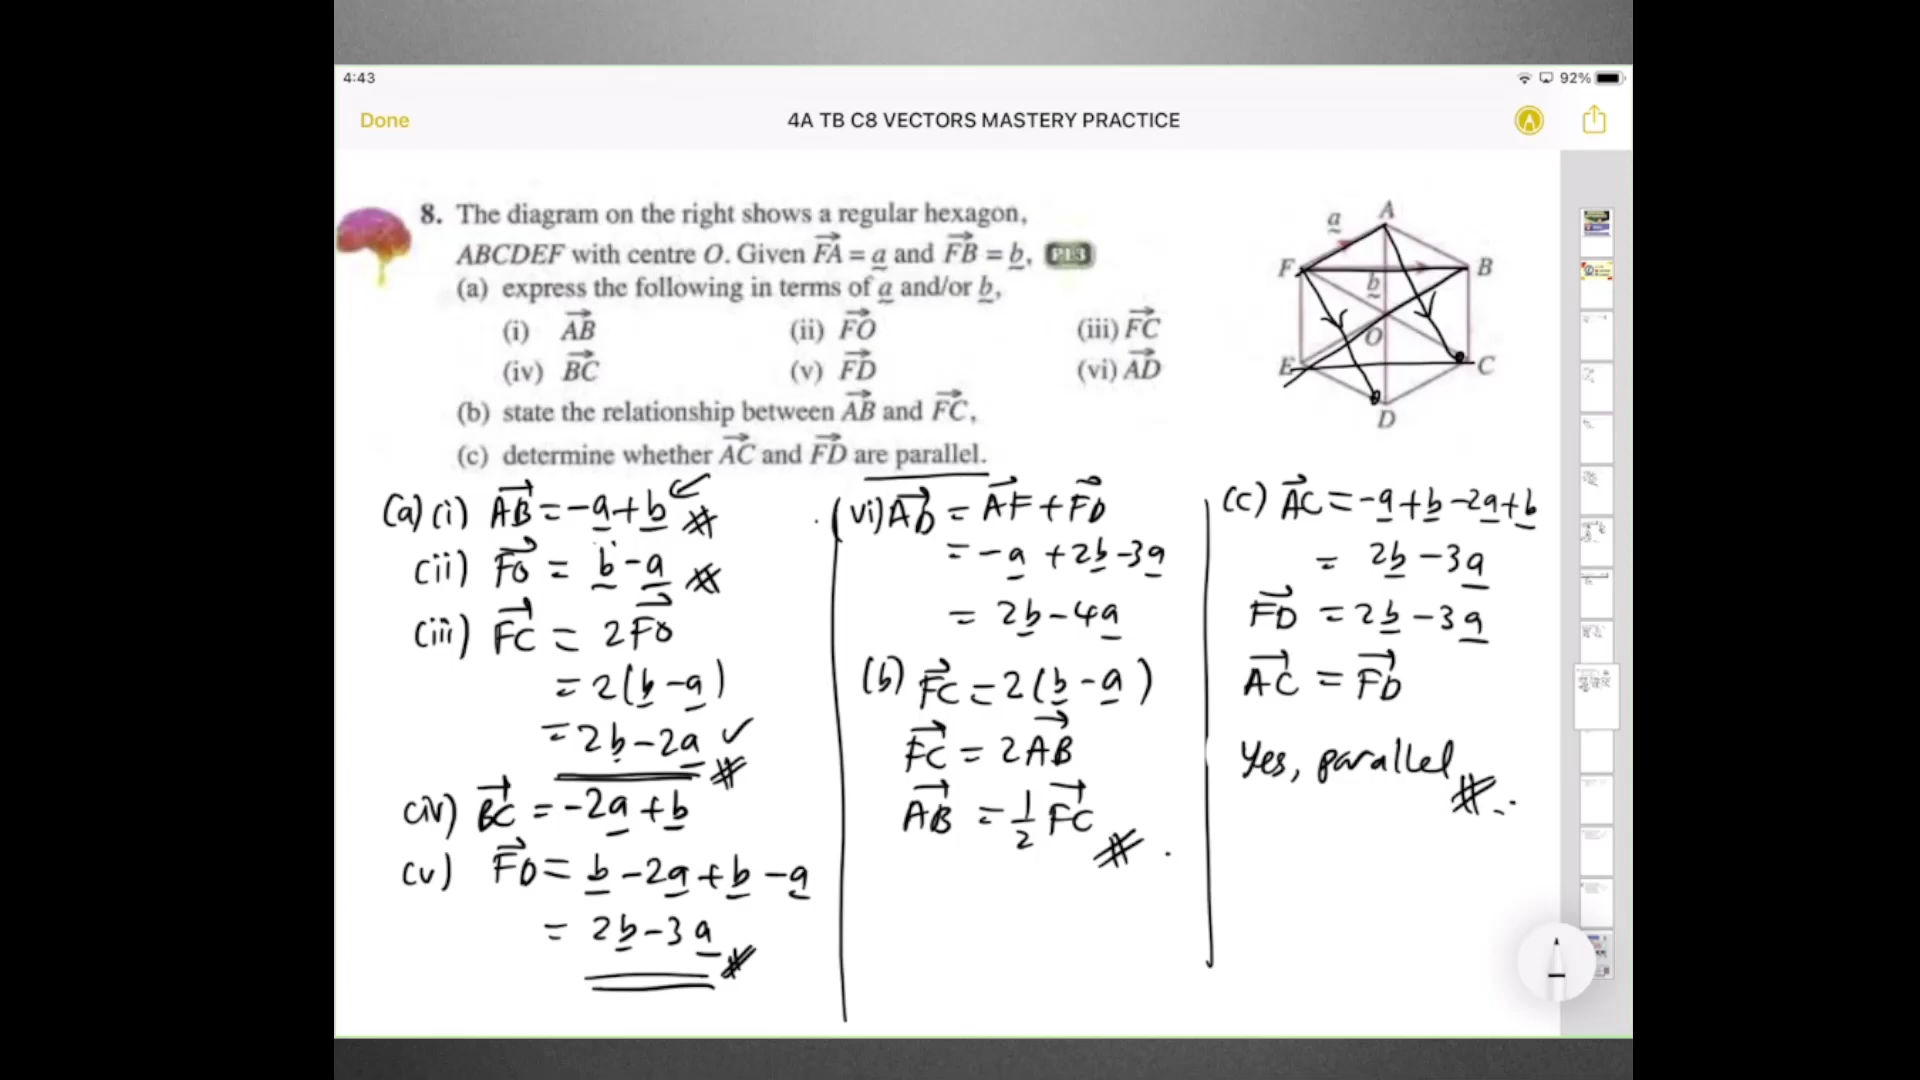 4:43
92%
Done
4A TB C8 VECTORS MASTERY PRACTICE
8. The diagram on the right shows a regular hexagon,
ABCDEF with centre O. Given FA⃗ = a̲ and FB⃗ = b̲,
(a) express the following in terms of a̲ and/or b̲,
(i) AB⃗ (ii) FO⃗ (iii) FC⃗
(iv) BC⃗ (v) FD⃗ (vi) AD⃗
(b) state the relationship between AB⃗ and FC⃗,
(c) determine whether AC⃗ and FD⃗ are parallel.
a̲
A
F
B
b̲
O
E
C
D
(a) (i) AB⃗ = -a̲ + b̲
(ii) FO⃗ = b̲ - a̲
(iii) FC⃗ = 2FO⃗
= 2(b̲ - a̲)
= 2b̲ - 2a̲
(iv) BC⃗ = -2a̲ + b̲
(v) FD⃗ = b̲ - 2a̲ + b̲ - a̲
= 2b̲ - 3a̲
(vi) AD⃗ = AF⃗ + FD⃗
= -a̲ + 2b̲ - 3a̲
= 2b̲ - 4a̲
(b) FC⃗ = 2(b̲ - a̲)
FC⃗ = 2AB⃗
AB⃗ = 1/2 FC⃗
(c) AC⃗ = -a̲ + b̲ - 2a̲ + b̲
= 2b̲ - 3a̲
FD⃗ = 2b̲ - 3a̲
AC⃗ = FD⃗
Yes, parallel